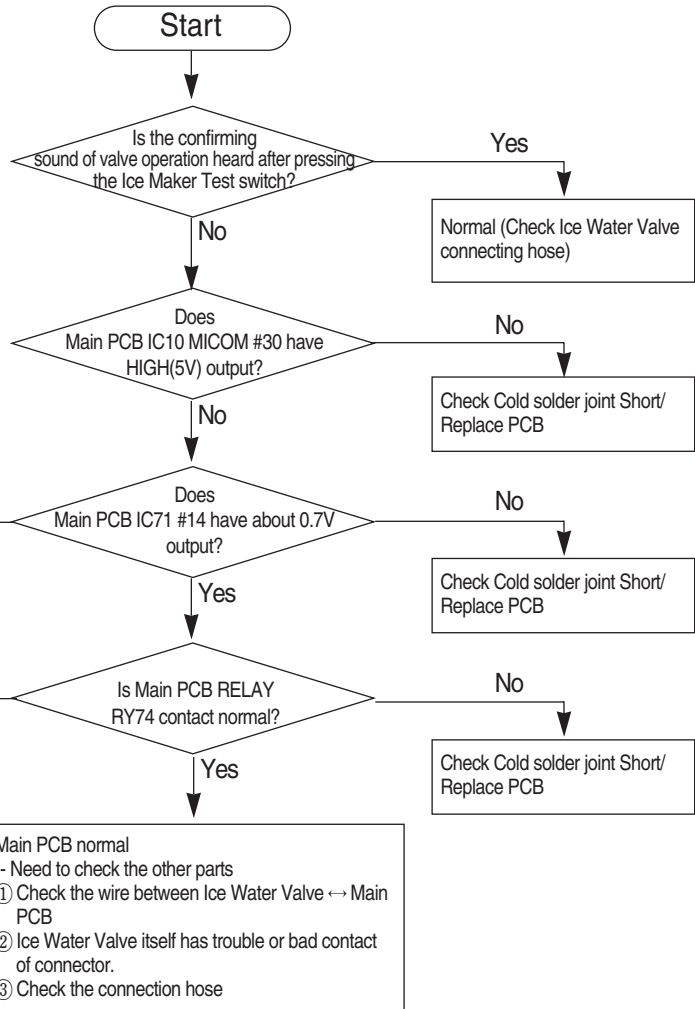 Start
Is the confirming
sound of valve operation heard after pressing
the Ice Maker Test switch?
Yes
Normal (Check Ice Water Valve
connecting hose)
No
Does
Main PCB IC10 MICOM #30 have
HIGH(5V) output?
No
Check Cold solder joint Short/
Replace PCB
No
Does
Main PCB IC71 #14 have about 0.7V
output?
No
Check Cold solder joint Short/
Replace PCB
Yes
Is Main PCB RELAY
RY74 contact normal?
No
Check Cold solder joint Short/
Replace PCB
Yes
Main PCB normal
- Need to check the other parts
① Check the wire between Ice Water Valve ↔ Main
PCB
② Ice Water Valve itself has trouble or bad contact
of connector.
③ Check the connection hose